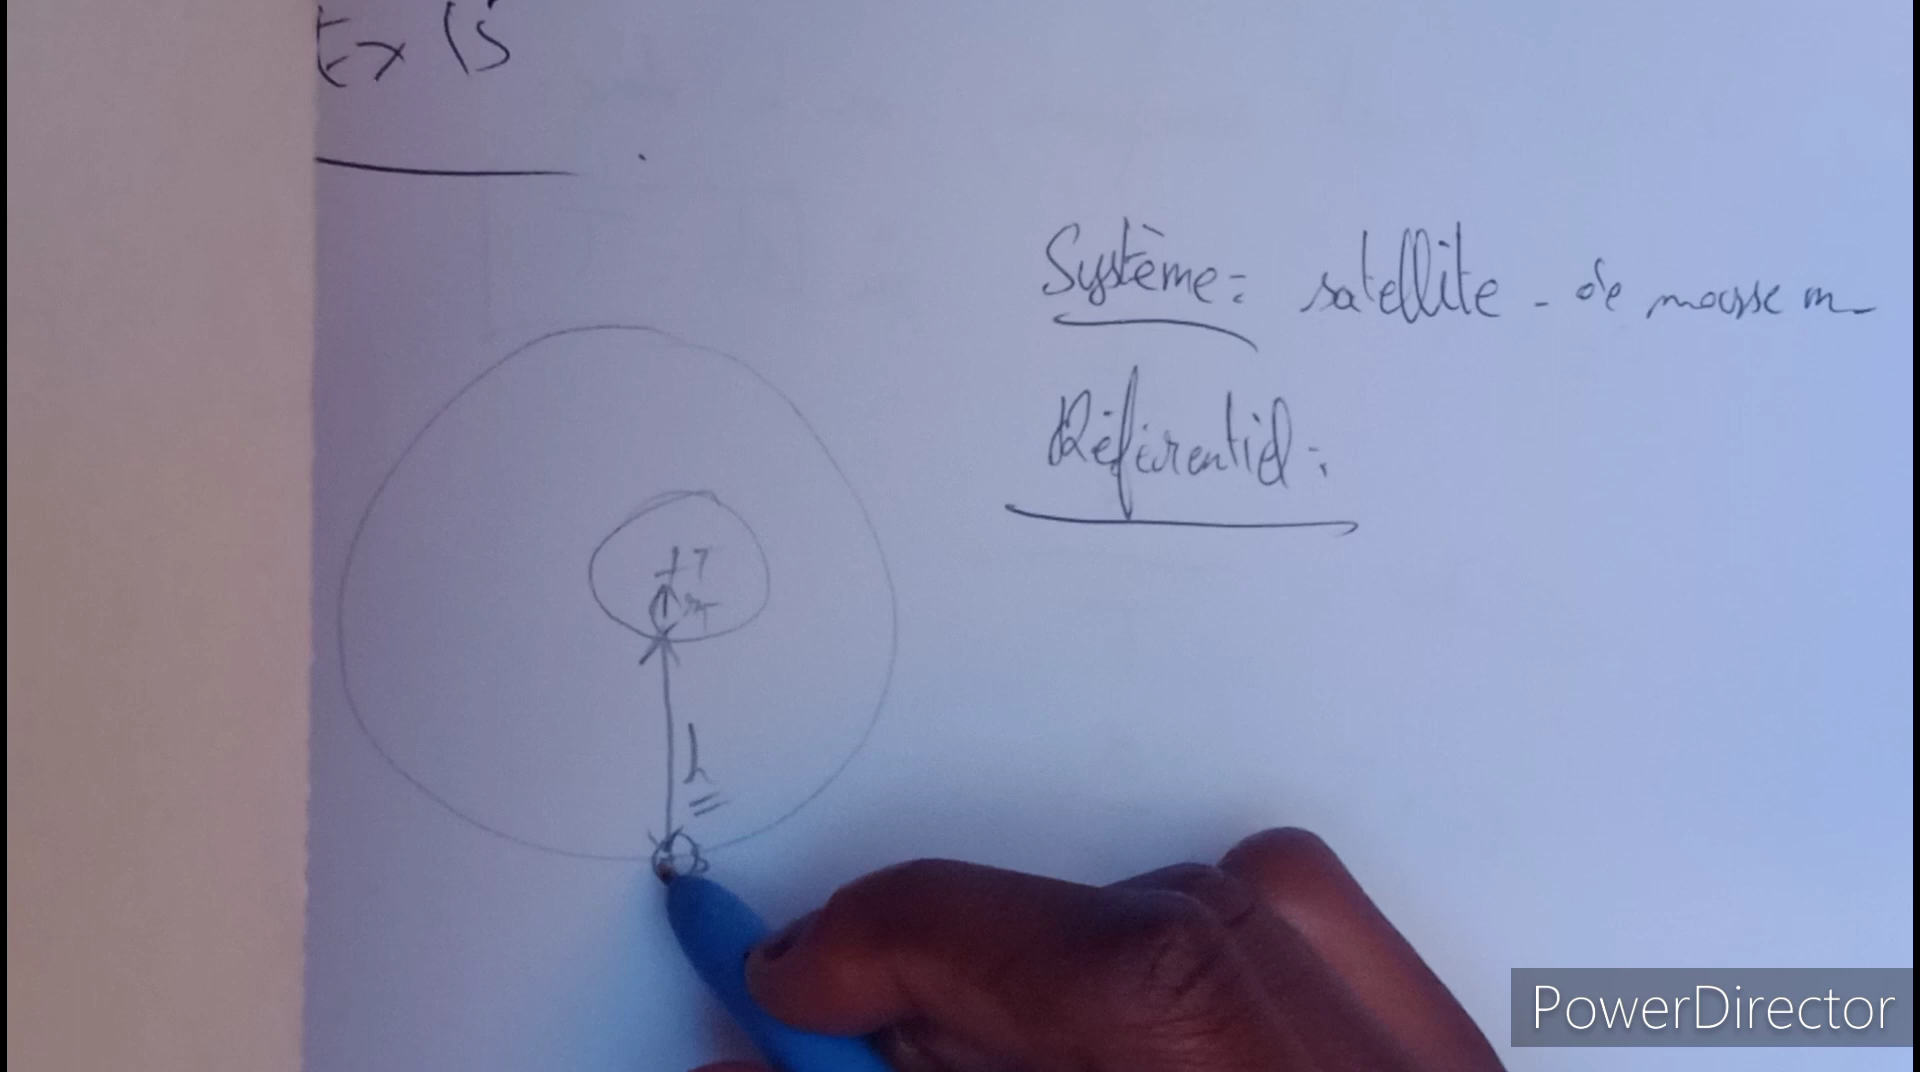 Ex 15
Système: satellite - de masse m
Référentiel:
T
h
PowerDirector